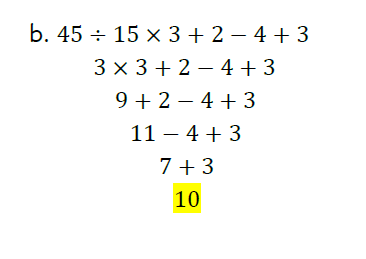 b. 45 ÷ 15 × 3 + 2 − 4 + 3
3 × 3 + 2 − 4 + 3
9 + 2 − 4 + 3
11 − 4 + 3
7 + 3
10